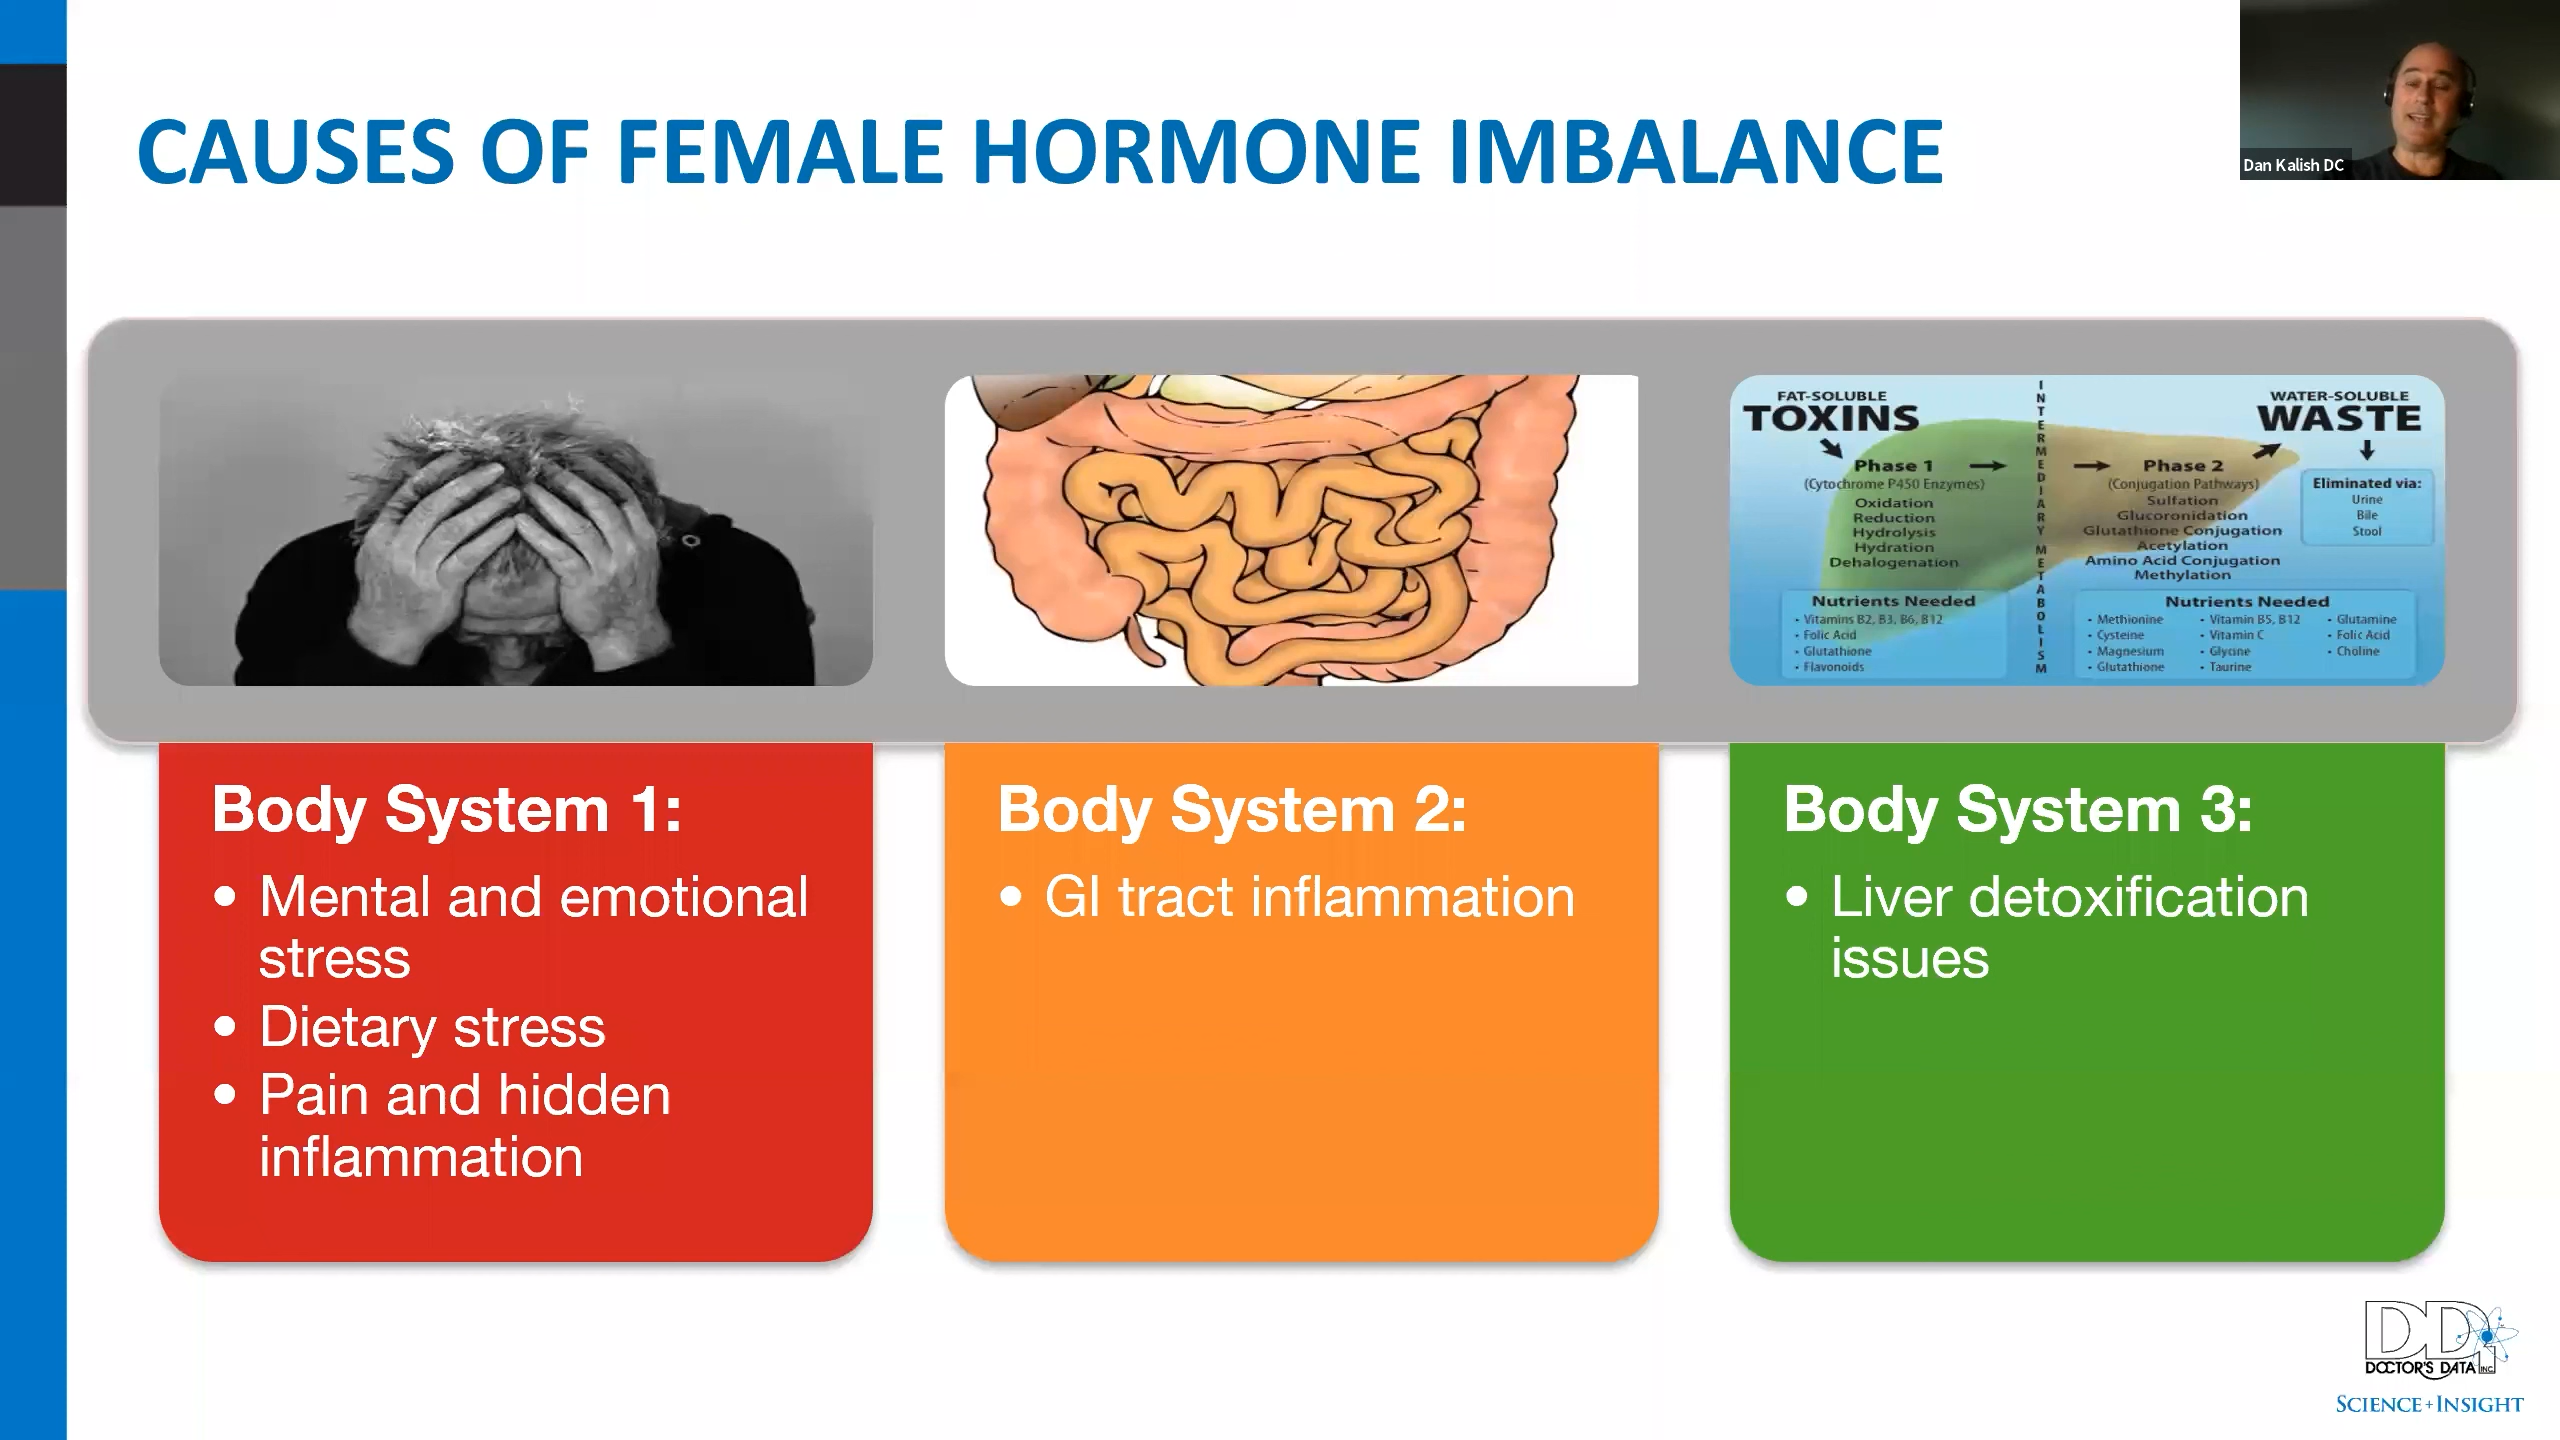 CAUSES OF FEMALE HORMONE IMBALANCE
Dan Kalish DC
FAT-SOLUBLE
TOXINS
Phase 1
(Cytochrome P450 Enzymes)
Oxidation
Reduction
Hydrolysis
Hydration
Dehalogenation
Nutrients Needed
• Vitamins B2, B3, B6, B12
• Folic Acid
• Glutathione
• Flavonoids
INTERMEDIARY METABOLISM
WATER-SOLUBLE
WASTE
Phase 2
(Conjugation Pathways)
Sulfation
Glucoronidation
Glutathione Conjugation
Acetylation
Amino Acid Conjugation
Methylation
Eliminated via:
Urine
Bile
Stool
Nutrients Needed
• Methionine • Vitamin B5, B12 • Glutamine
• Cysteine • Vitamin C • Folic Acid
• Magnesium • Glycine • Choline
• Glutathione • Taurine
Body System 1:
• Mental and emotional
stress
• Dietary stress
• Pain and hidden
inflammation
Body System 2:
• GI tract inflammation
Body System 3:
• Liver detoxification
issues
DD
DOCTOR'S DATA INC.
SCIENCE + INSIGHT